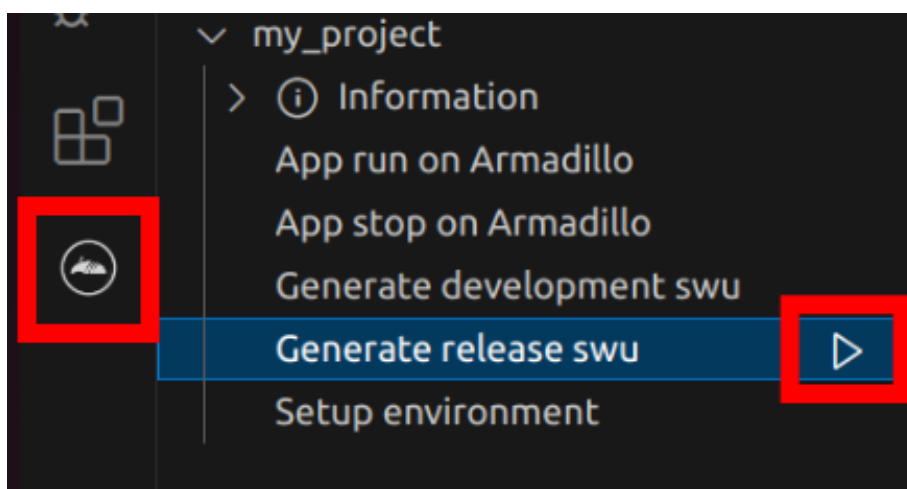 my_project
Information
App run on Armadillo
App stop on Armadillo
Generate development swu
Generate release swu
Setup environment